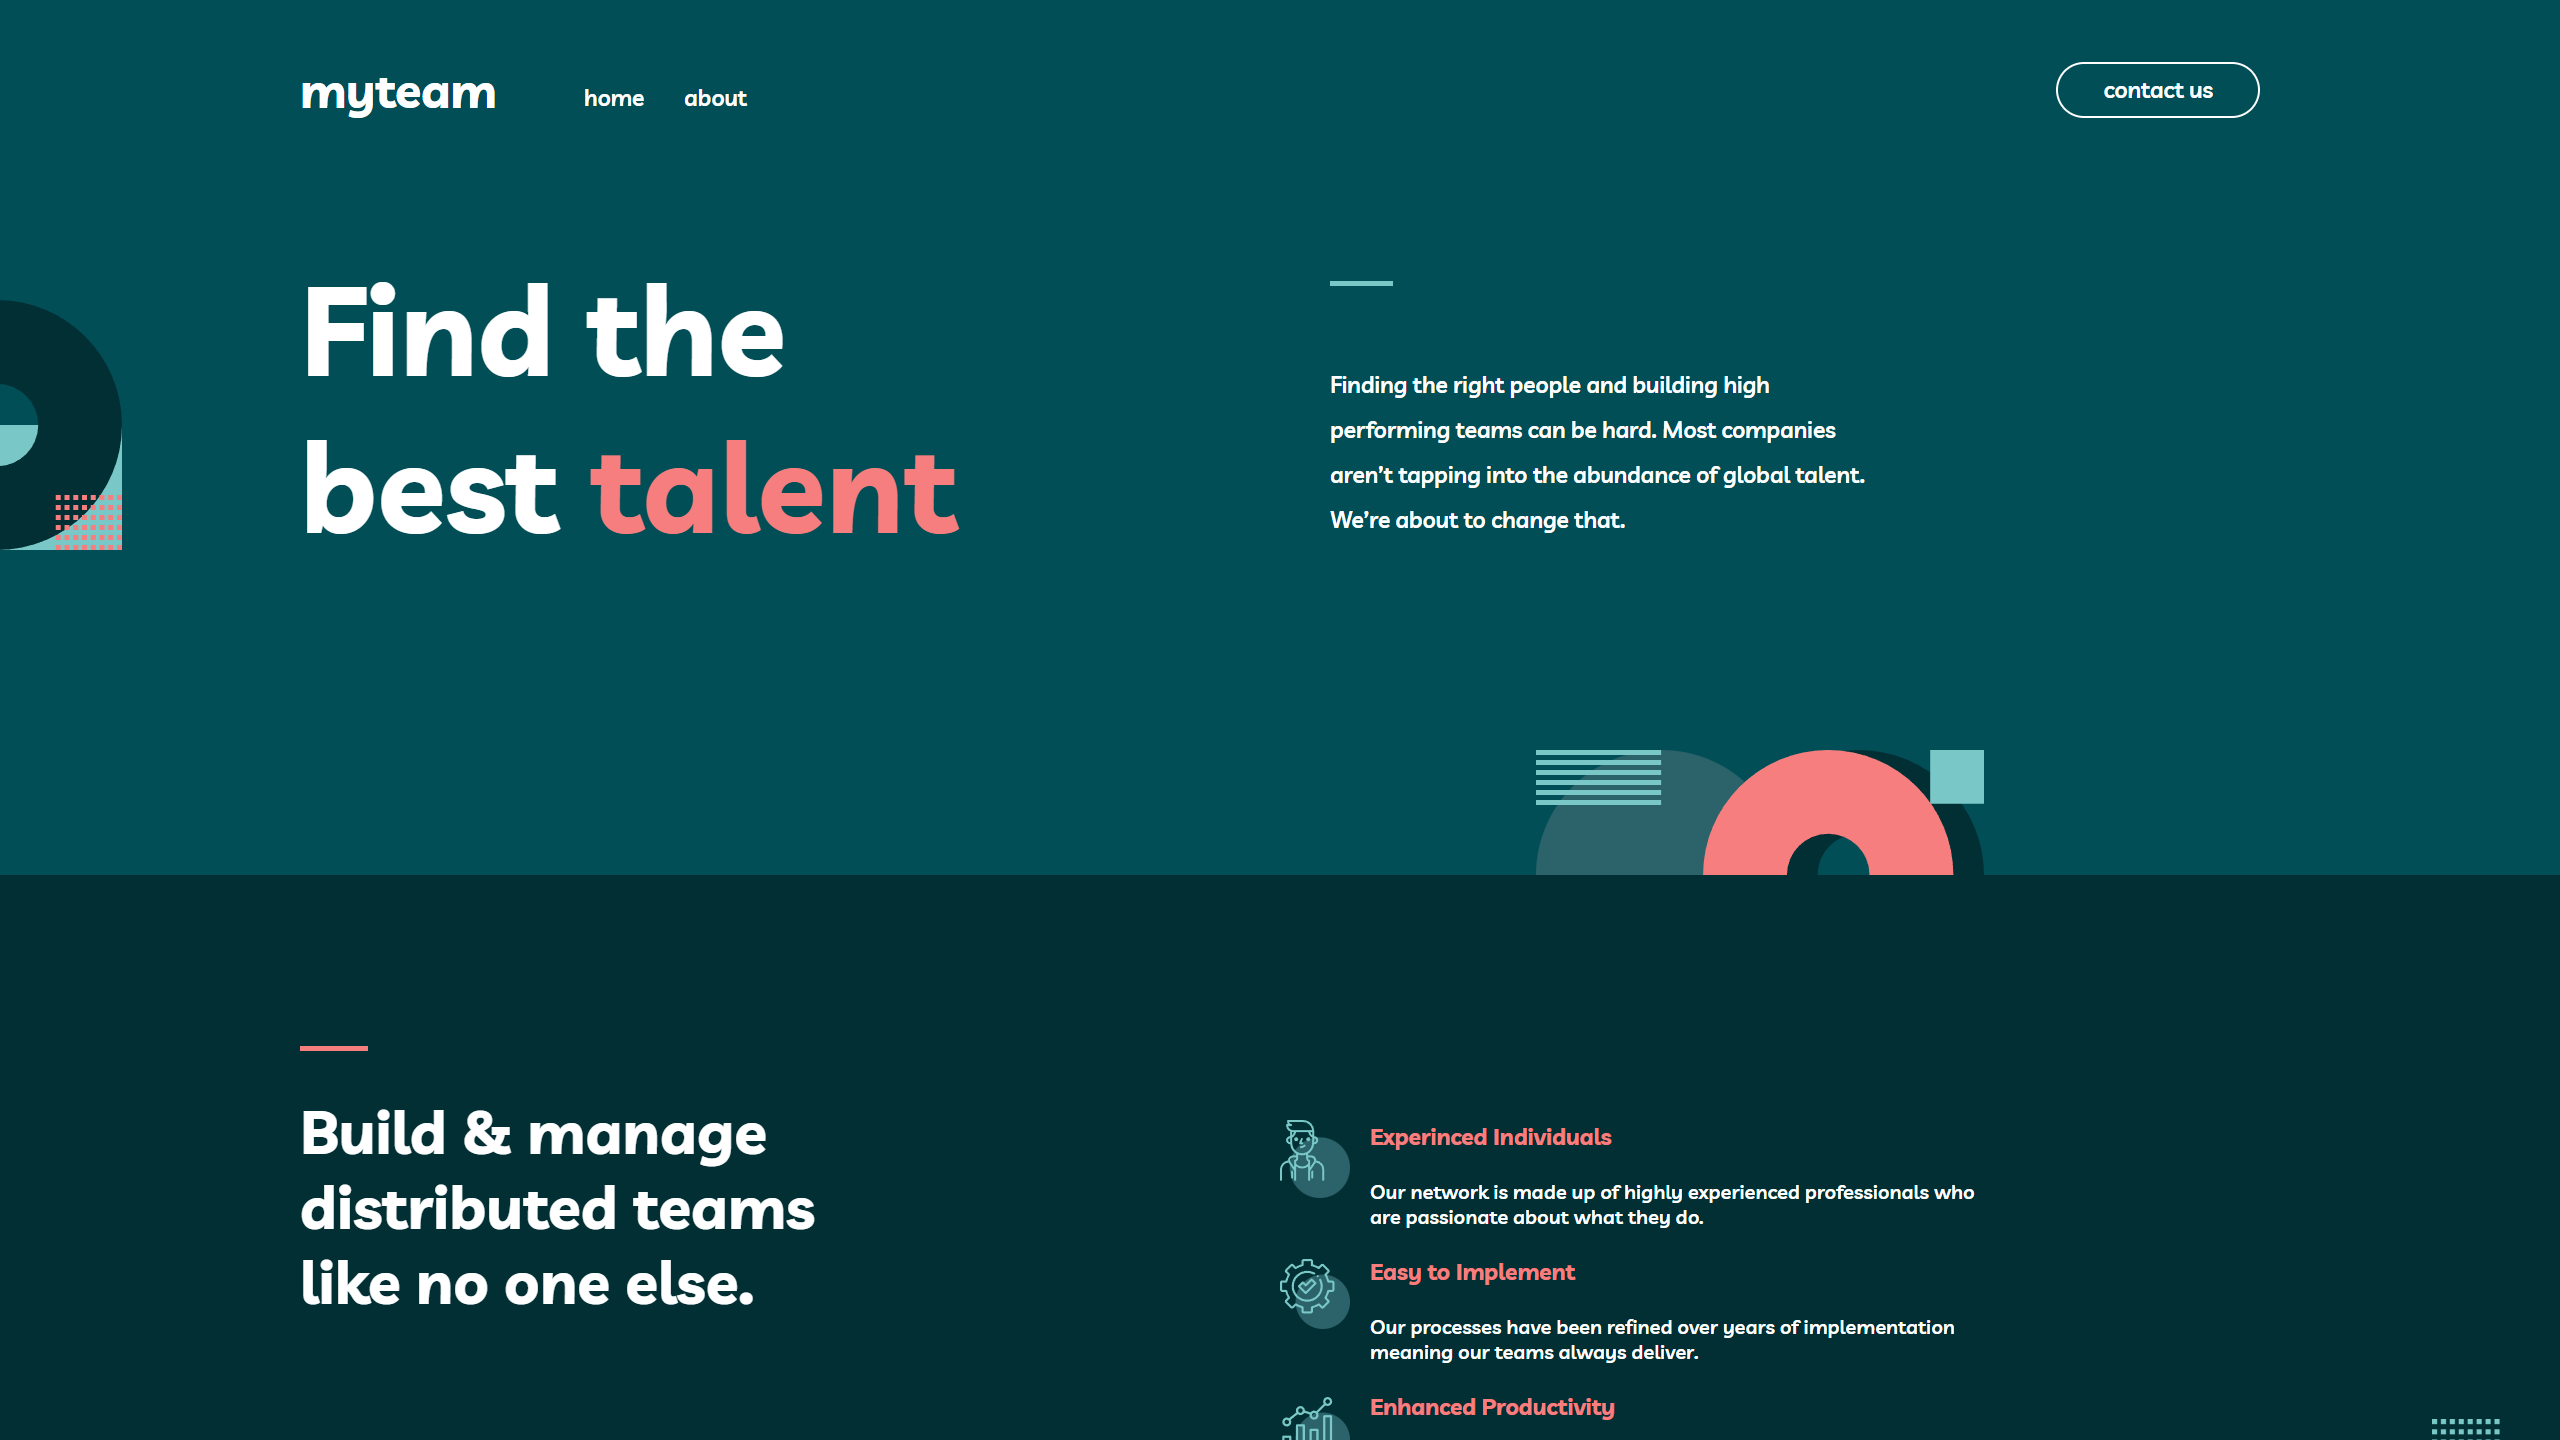 myteam
home
about
contact us
Find the
best talent
Finding the right people and building high
performing teams can be hard. Most companies
aren’t tapping into the abundance of global talent.
We’re about to change that.
Build & manage
distributed teams
like no one else.
Experinced Individuals
Our network is made up of highly experienced professionals who
are passionate about what they do.
Easy to Implement
Our processes have been refined over years of implementation
meaning our teams always deliver.
Enhanced Productivity